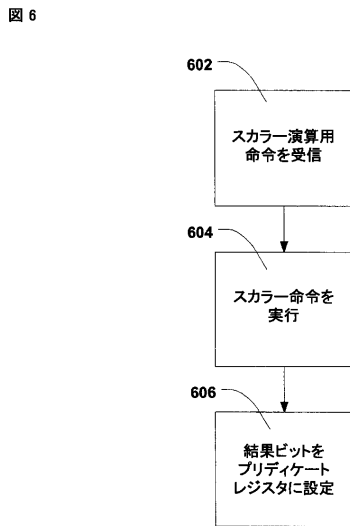 図 6
602
スカラー演算用
命令を受信
604
スカラー命令を
実行
606
結果ビットを
プリディケート
レジスタに設定